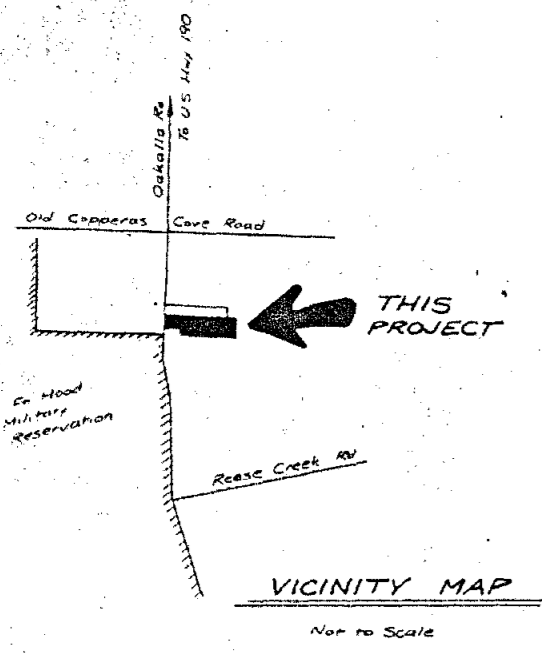 To US Hwy 190
Oakalla Rd
Old Copperas Cove Road
THIS
PROJECT
Ft Hood
Military
Reservation
Reese Creek Rd
VICINITY MAP
Not to Scale